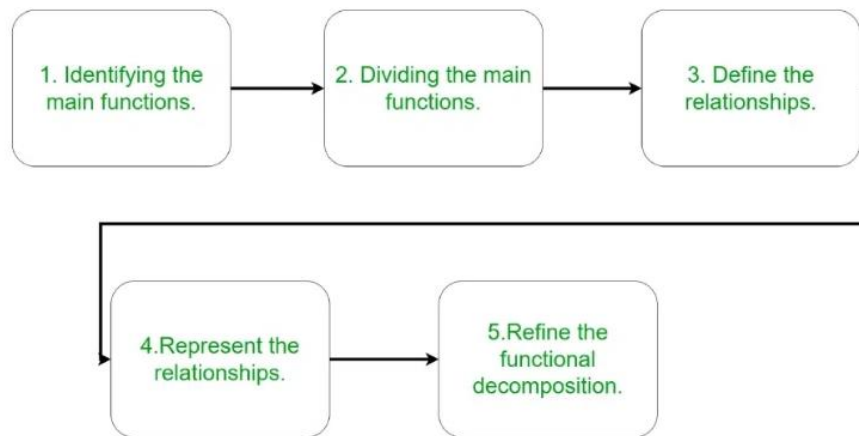 1. Identifying the
main functions.
2. Dividing the main
functions.
3. Define the
relationships.
4.Represent the
relationships.
5.Refine the
functional
decomposition.